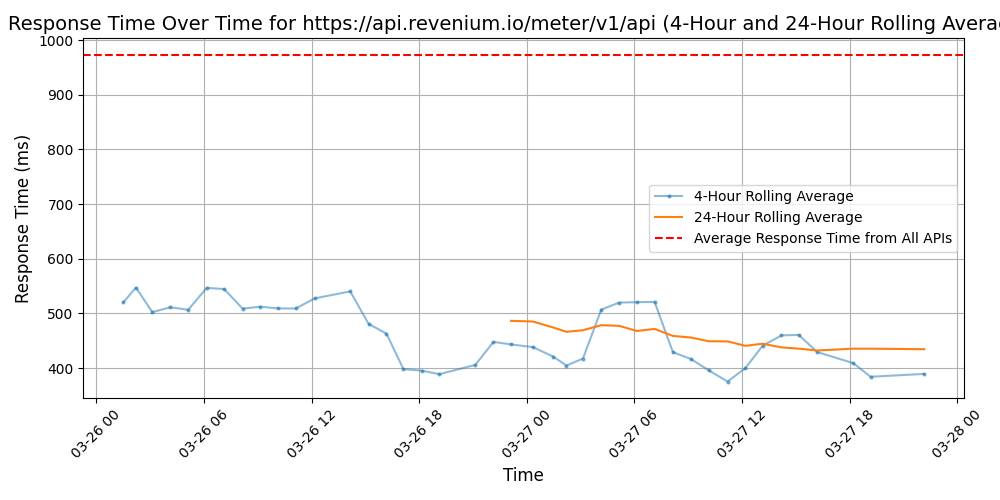 Response Time Over Time for https://api.revenium.io/meter/v1/api (4-Hour and 24-Hour Rolling
1000
900
800
700
600
500
400
Response Time (ms)
4-Hour Rolling Average
24-Hour Rolling Average
Average Response Time from All APIs
03-26 00
03-26 06
03-26 12
03-26 18
03-27 00
03-27 06
03-27 12
03-27 18
03-28 00
Time